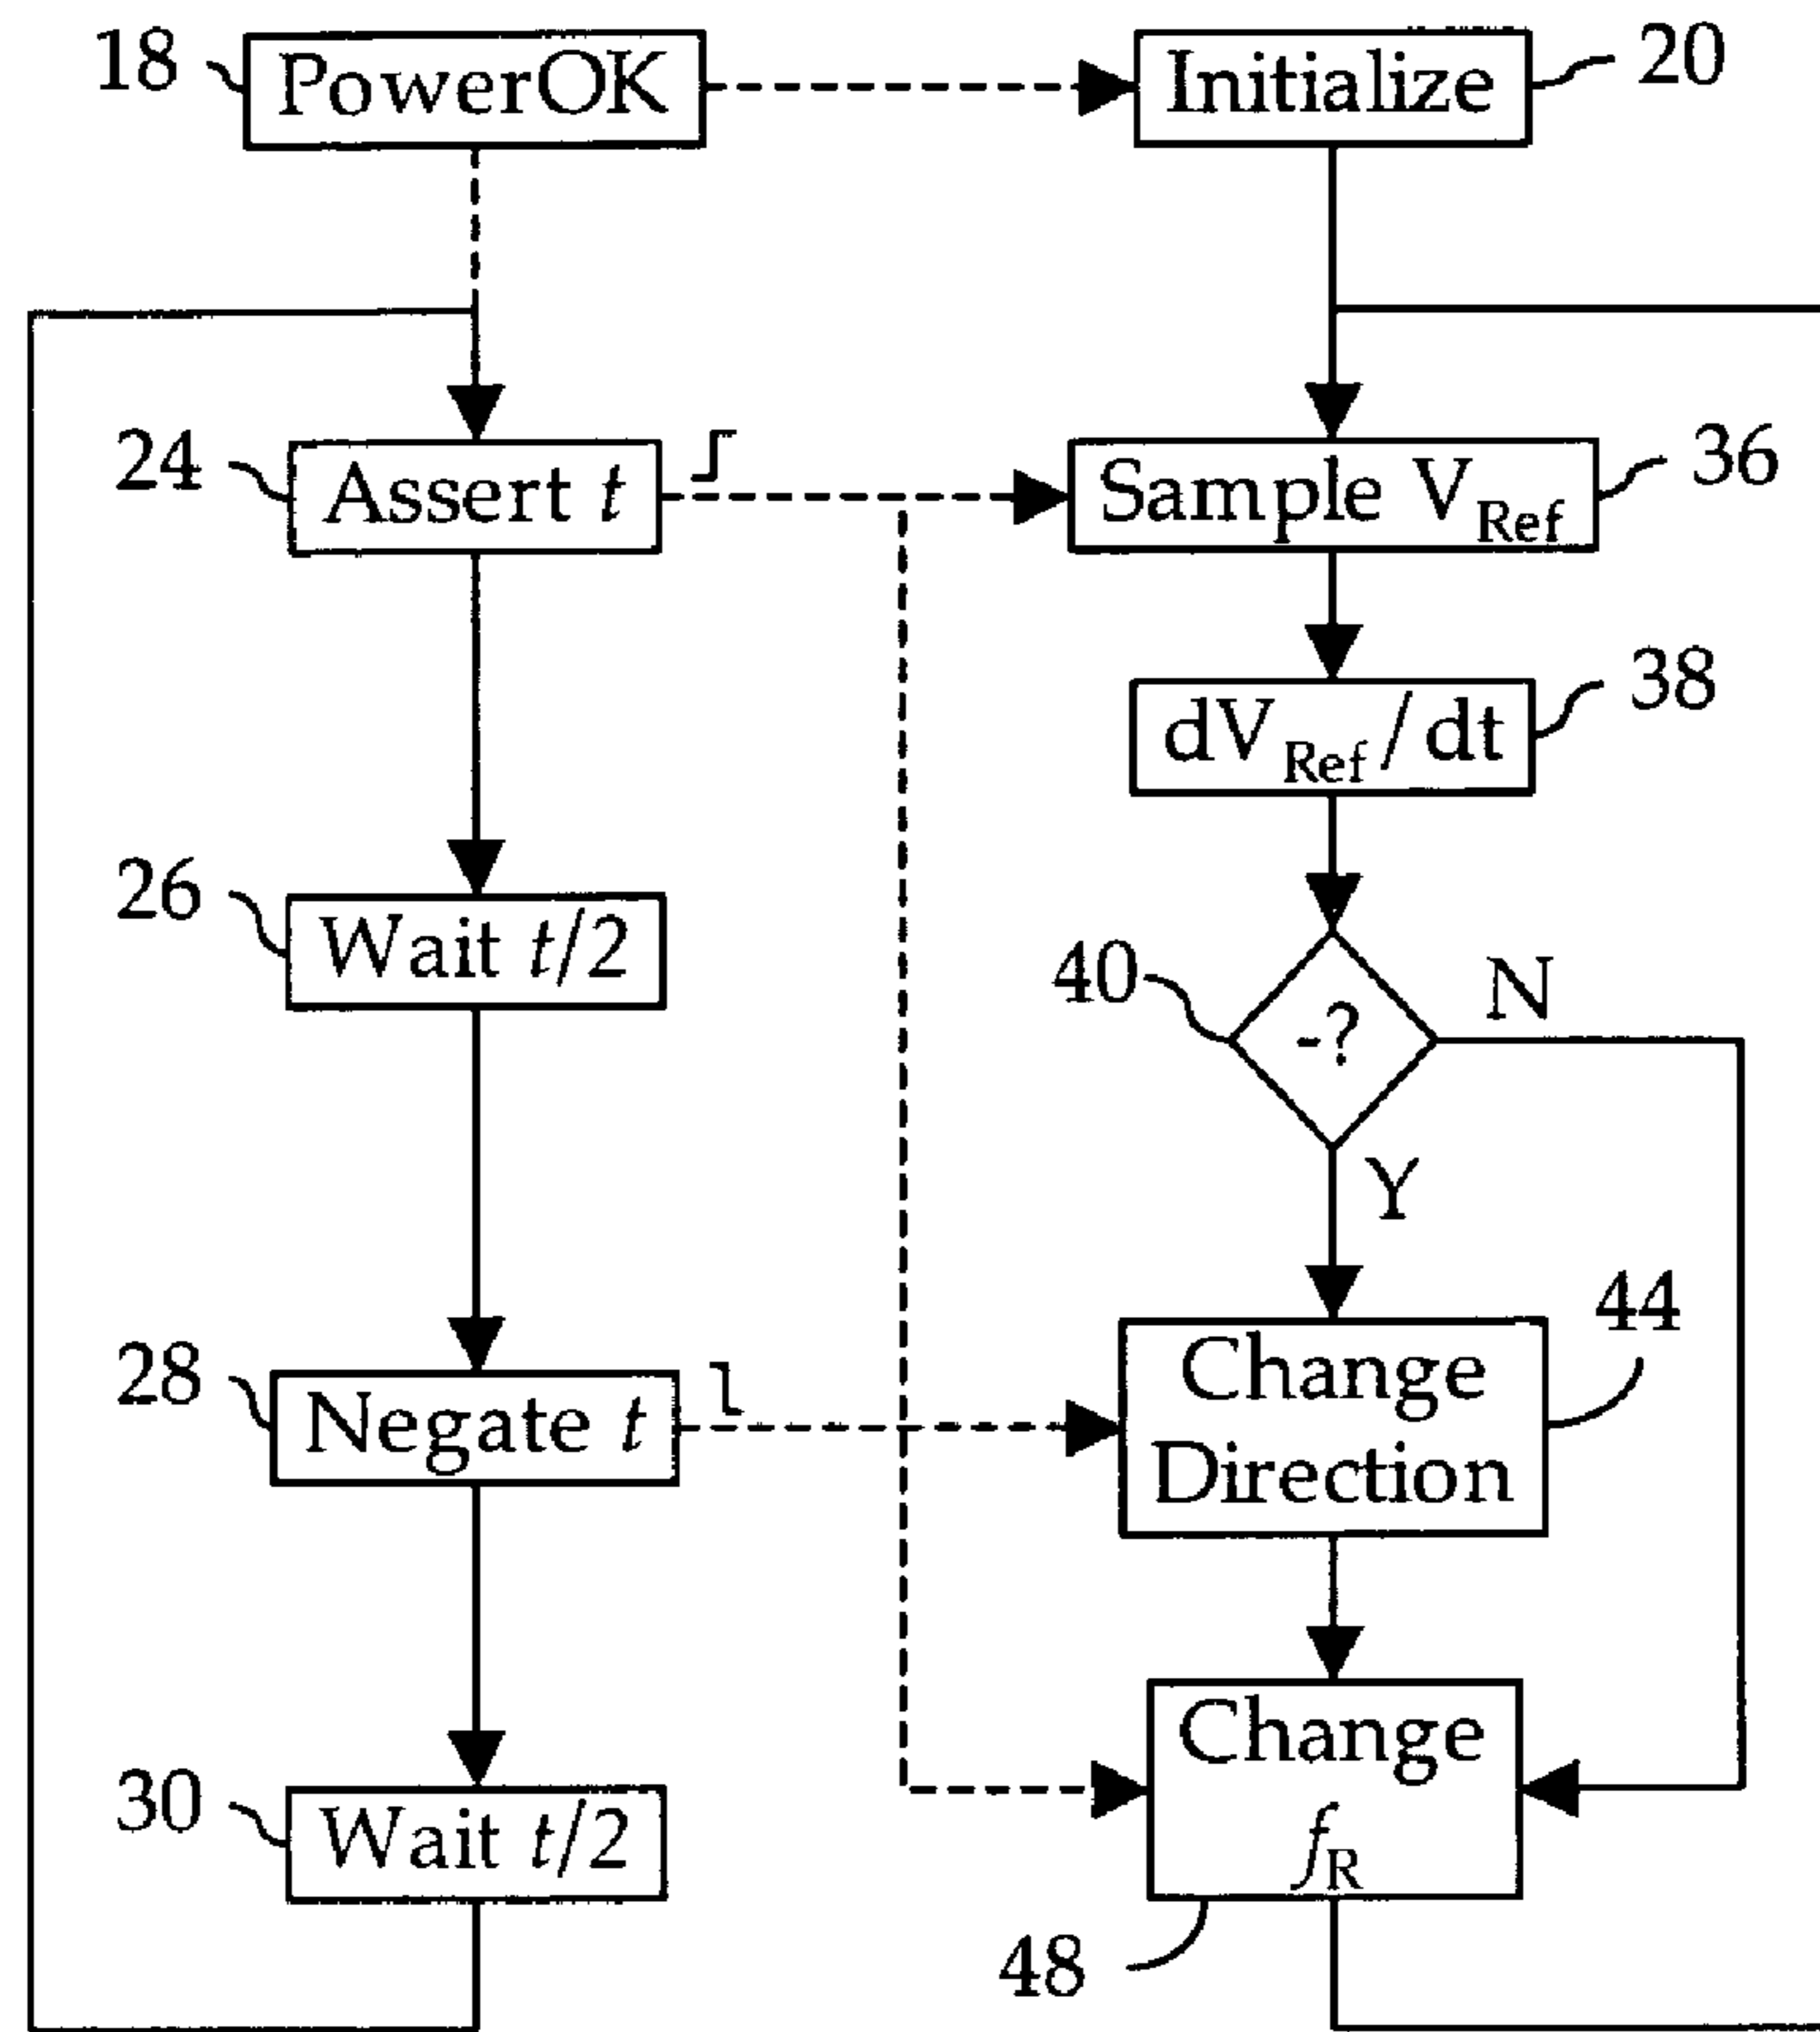 18 PowerOK Initialize 20
24 Assert t Sample V_Ref 36
dV_Ref/dt 38
26 Wait t/2
40 -? N
Y
28 Negate t
Change
Direction
44
30 Wait t/2
Change
f_R
48